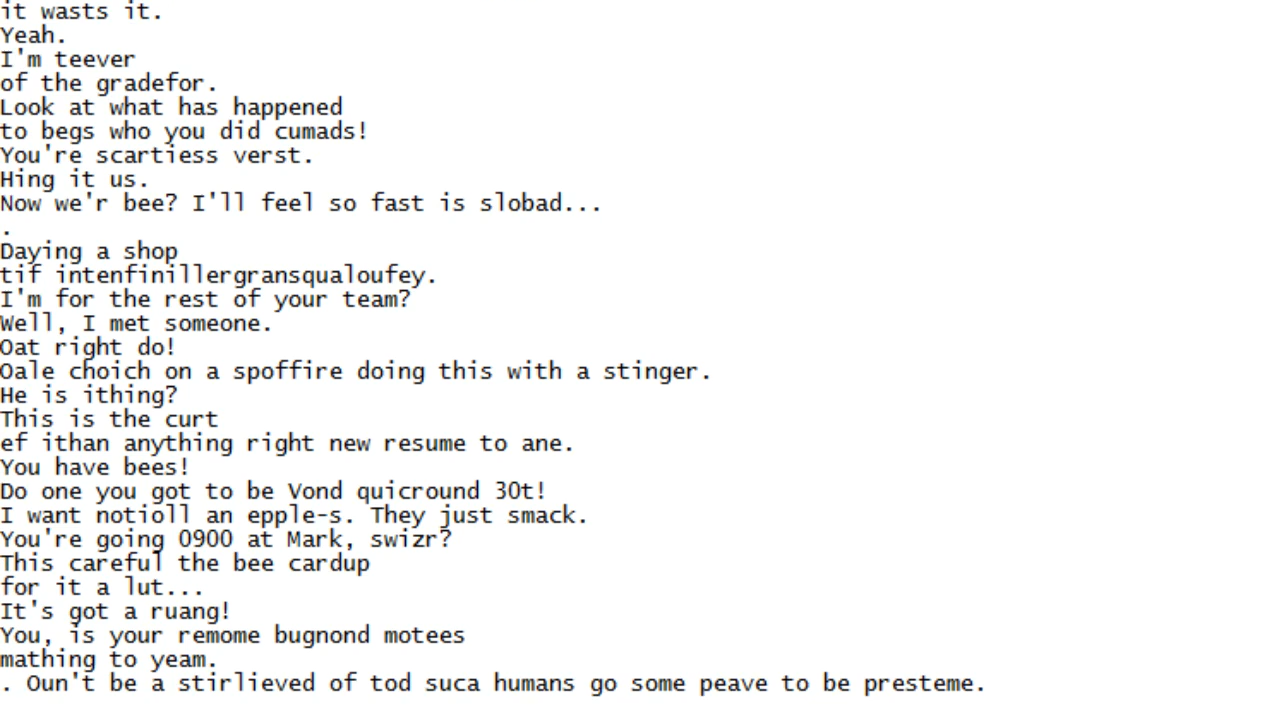 it wasts it.
Yeah.
I'm teever
of the gradefor.
Look at what has happened
to begs who you did cumads!
You're scartiess verst.
Hing it us.
Now we'r bee? I'll feel so fast is slobad...
.
Daying a shop
tif intenfinillergransqualoufey.
I'm for the rest of your team?
Well, I met someone.
Oat right do!
Oale choich on a spoffire doing this with a stinger.
He is ithing?
This is the curt
ef ithan anything right new resume to ane.
You have bees!
Do one you got to be Vond quicround 30t!
I want notioll an epple-s. They just smack.
You're going 0900 at Mark, swizr?
This careful the bee cardup
for it a lut...
It's got a ruang!
You, is your remome bugnond motees
mathing to yeam.
. Oun't be a stirlieved of tod suca humans go some peave to be presteme.